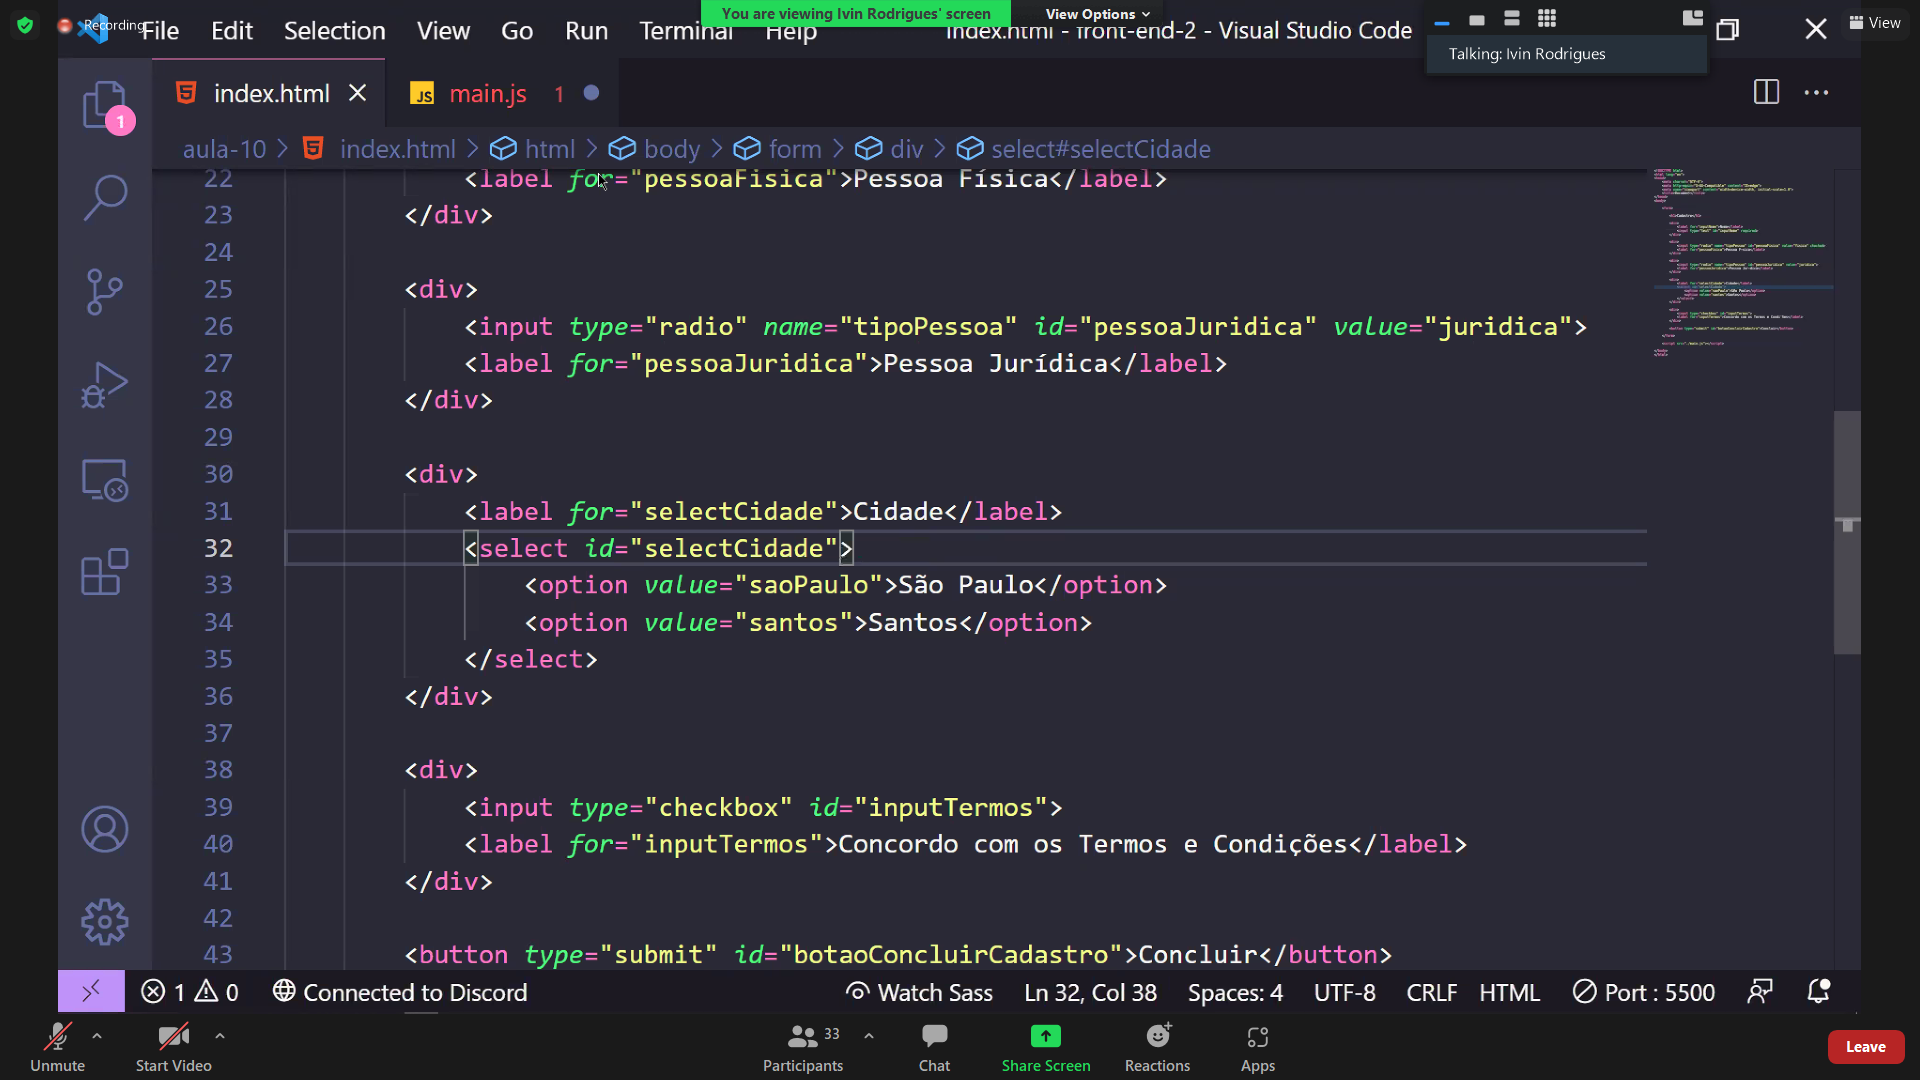 Recording
You are viewing Ivin Rodrigues' screen
View Options
View
File Edit Selection View Go Run Terminal Help
index.html - front-end-2 - Visual Studio Code
Talking: Ivin Rodrigues
index.html
JS main.js 1
1
aula-10 > index.html > html > body > form > div > select#selectCidade
22 <label for="pessoaFisica">Pessoa Física</label>
23 </div>
24
25 <div>
26 <input type="radio" name="tipoPessoa" id="pessoaJuridica" value="juridica">
27 <label for="pessoaJuridica">Pessoa Jurídica</label>
28 </div>
29
30 <div>
31 <label for="selectCidade">Cidade</label>
32 <select id="selectCidade">
33 <option value="saoPaulo">São Paulo</option>
34 <option value="santos">Santos</option>
35 </select>
36 </div>
37
38 <div>
39 <input type="checkbox" id="inputTermos">
40 <label for="inputTermos">Concordo com os Termos e Condições</label>
41 </div>
42
43 <button type="submit" id="botaoConcluirCadastro">Concluir</button>
1 0 Connected to Discord Watch Sass Ln 32, Col 38 Spaces: 4 UTF-8 CRLF HTML Port : 5500
33
Unmute Start Video Participants Chat Share Screen Reactions Apps Leave